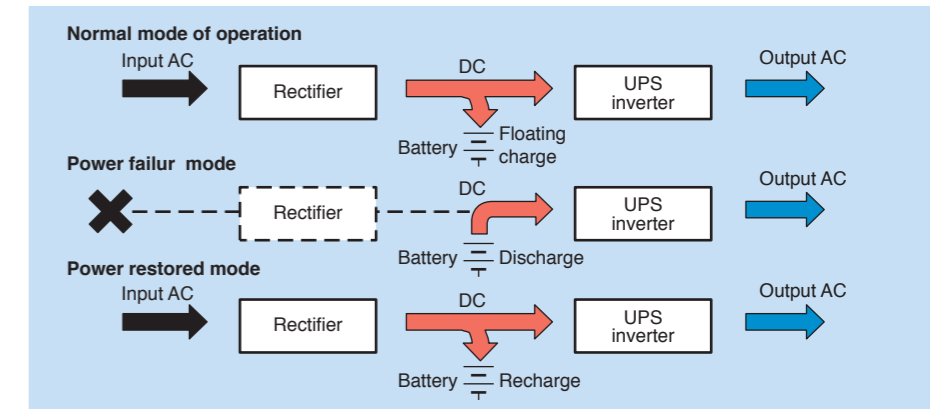 Normal mode of operation
Input AC
Rectifier
DC
UPS
inverter
Output AC
Battery
Floating
charge
Power failur mode
Rectifier
DC
UPS
inverter
Output AC
Battery
Discharge
Power restored mode
Input AC
Rectifier
DC
UPS
inverter
Output AC
Battery
Recharge